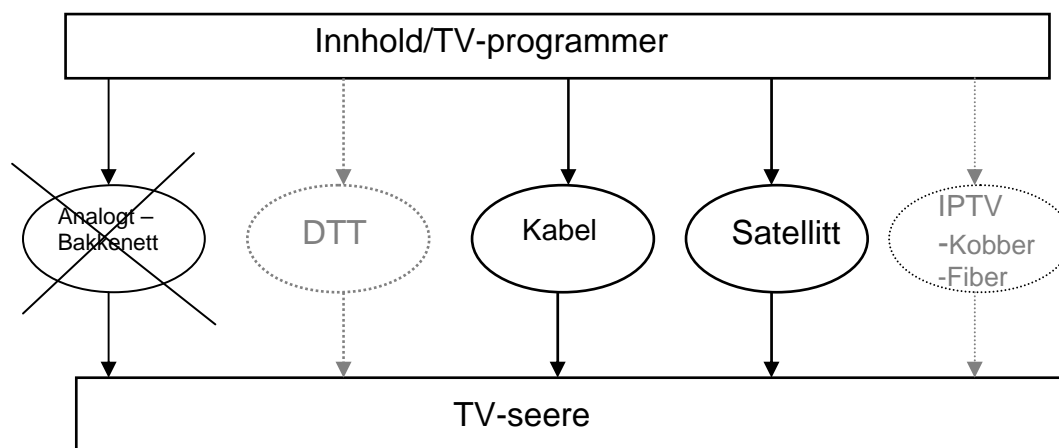 Innhold/TV-programmer
Analogt –
Bakkenett
DTT
Kabel
Satellitt
IPTV
-Kobber
-Fiber
TV-seere